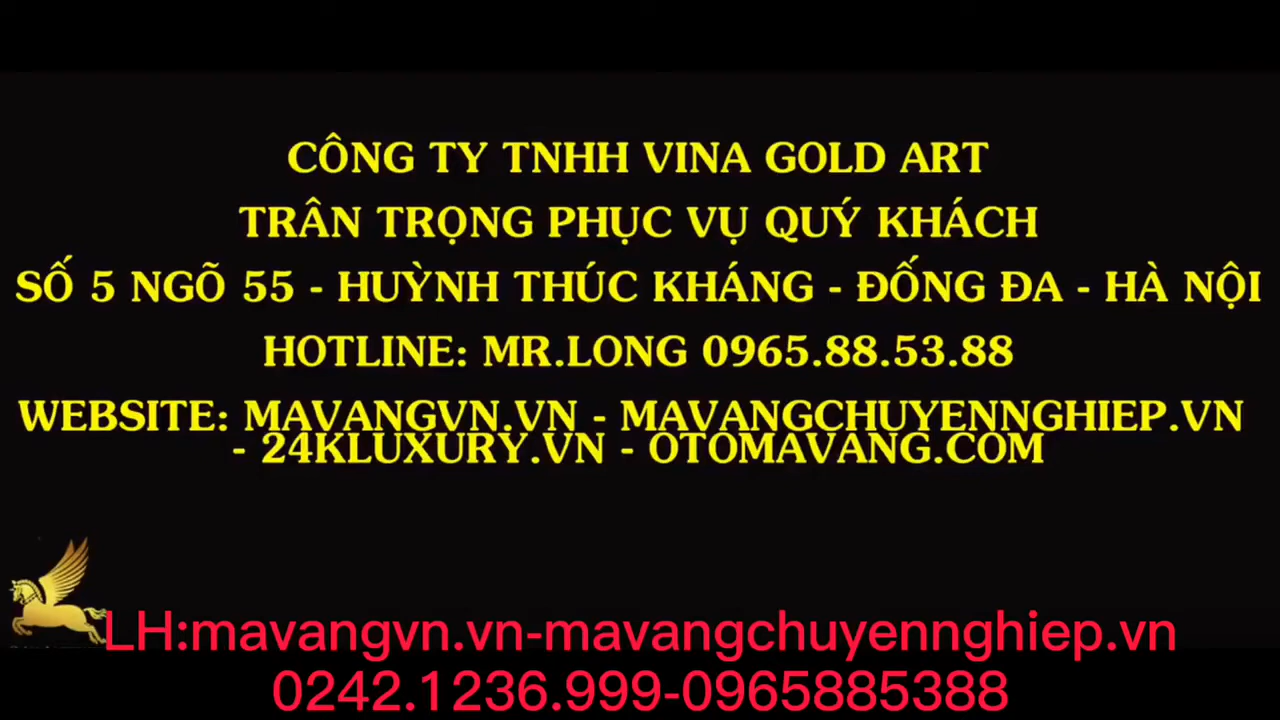 CÔNG TY TNHH VINA GOLD ART
TRÂN TRỌNG PHỤC VỤ QUÝ KHÁCH
SỐ 5 NGÕ 55 - HUỲNH THÚC KHÁNG - ĐỐNG ĐA - HÀ NỘI
HOTLINE: MR.LONG 0965.88.53.88
WEBSITE: MAVANGVN.VN - MAVANGCHUYENNGHIEP.VN
- 24KLUXURY.VN - OTOMAVANG.COM
LH:mavangvn.vn-mavangchuyennghiep.vn
0242.1236.999-0965885388